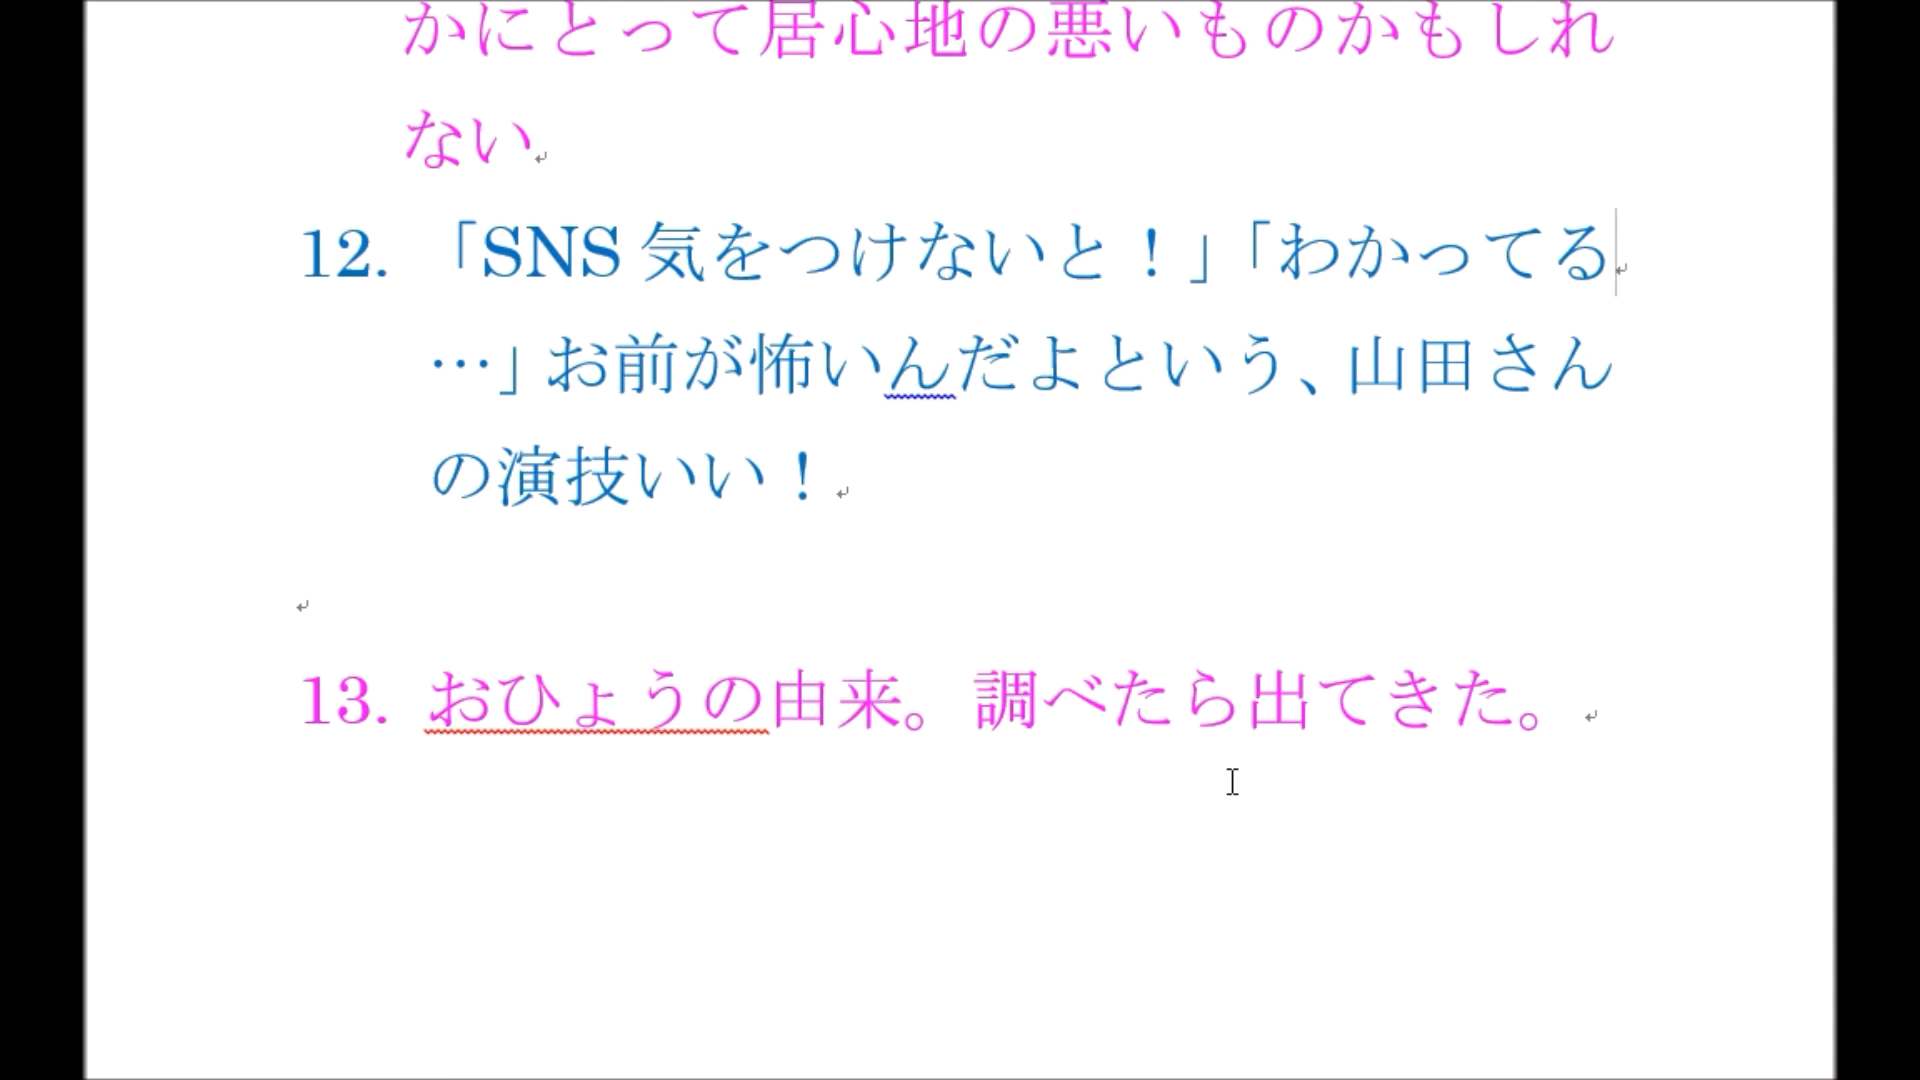 かにとって居心地の悪いものかもしれ
ない
12. 「SNS 気をつけないと！」「わかってる
…」お前が怖いんだよという、山田さん
の演技いい！
13. おひょうの由来。調べたら出てきた。